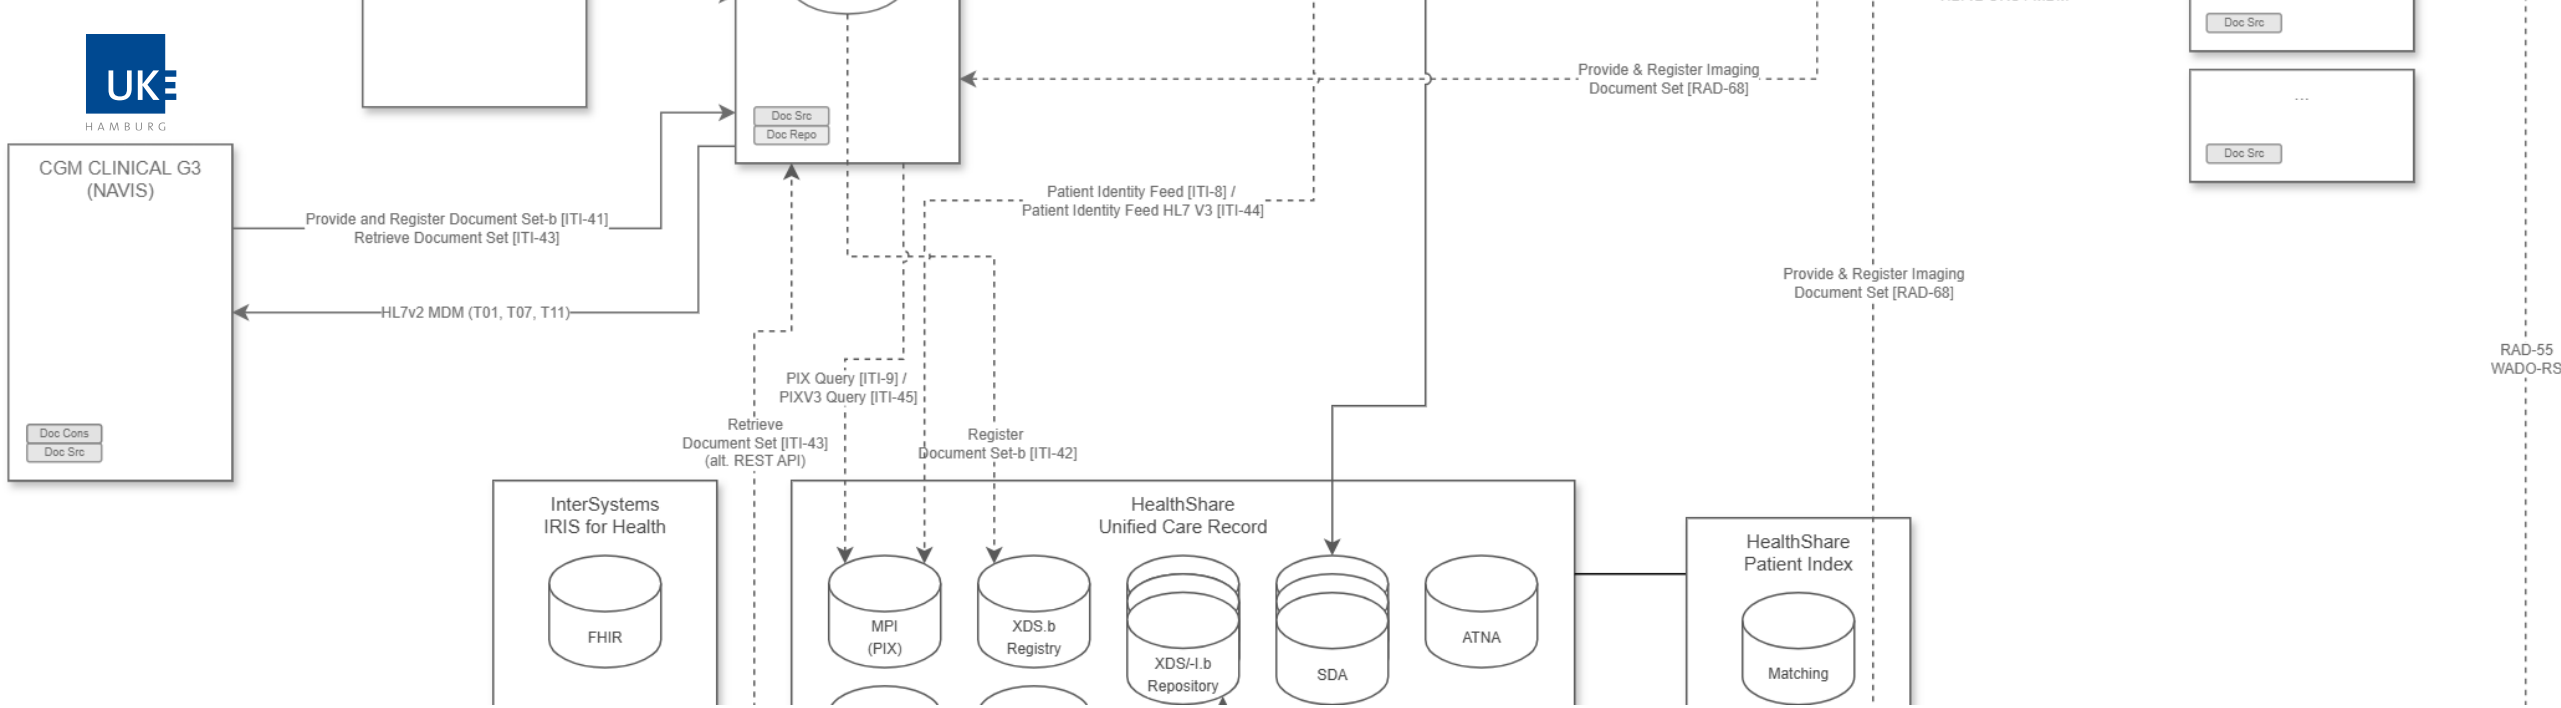 Doc Src
UKE
HAMBURG
Provide & Register Imaging
Document Set [RAD-68]
...
Doc Src
Doc Repo
Doc Src
CGM CLINICAL G3
(NAVIS)
Patient Identity Feed [ITI-8] /
Patient Identity Feed HL7 V3 [ITI-44]
Provide and Register Document Set-b [ITI-41]
Retrieve Document Set [ITI-43]
Provide & Register Imaging
Document Set [RAD-68]
HL7v2 MDM (T01, T07, T11)
RAD-55
WADO-RS
PIX Query [ITI-9] /
PIXV3 Query [ITI-45]
Retrieve
Document Set [ITI-43]
(alt. REST API)
Register
Document Set-b [ITI-42]
Doc Cons
Doc Src
InterSystems
IRIS for Health
FHIR
HealthShare
Unified Care Record
MPI
(PIX)
XDS.b
Registry
XDS/-I.b
Repository
SDA
ATNA
HealthShare
Patient Index
Matching